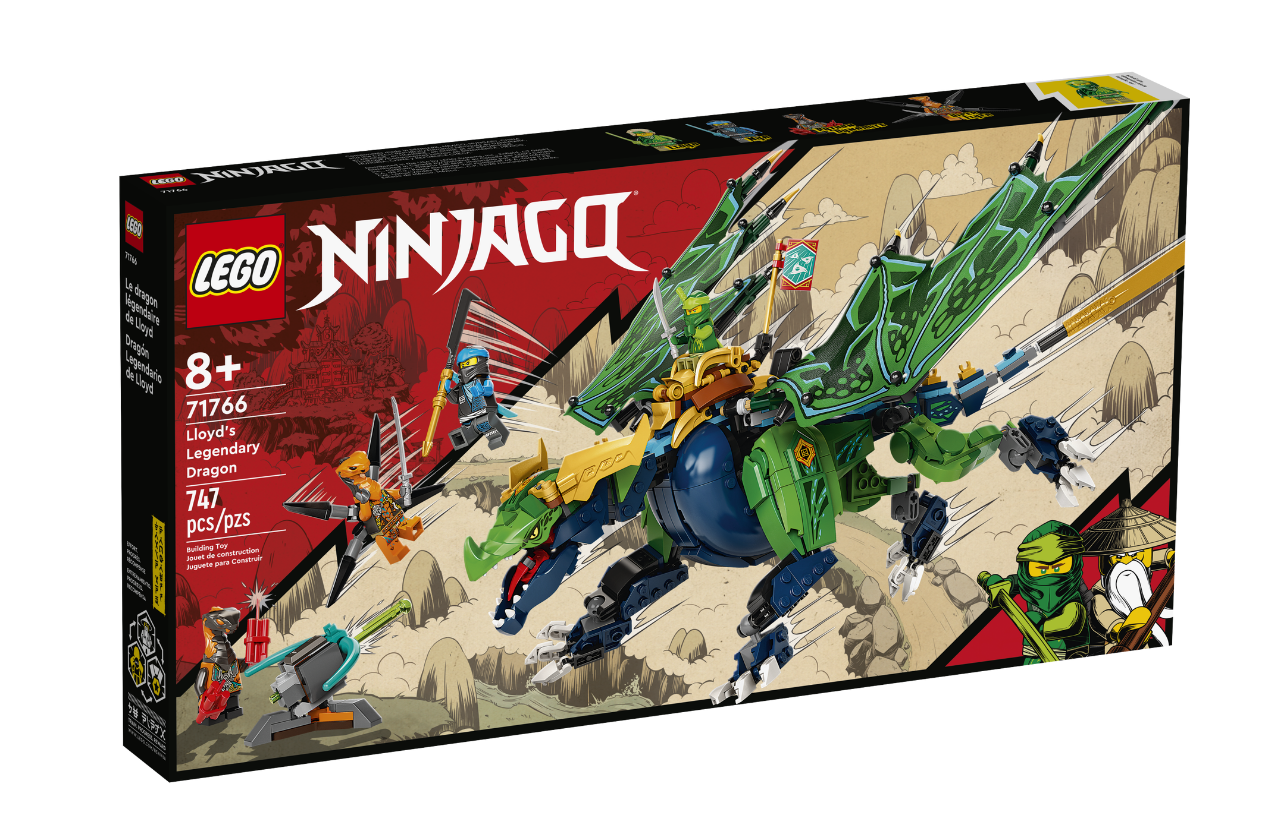 LEGO
NINJAGO
71766
LEGO
71766
Le dragon
légendaire
de Lloyd
Dragón
Legendario
de Lloyd
LEGO
NINJAGO®
8+
71766
Lloyd's
Legendary
Dragon
747
pcs/pzs
Building Toy
Jouet de construction
Juguete para Construir